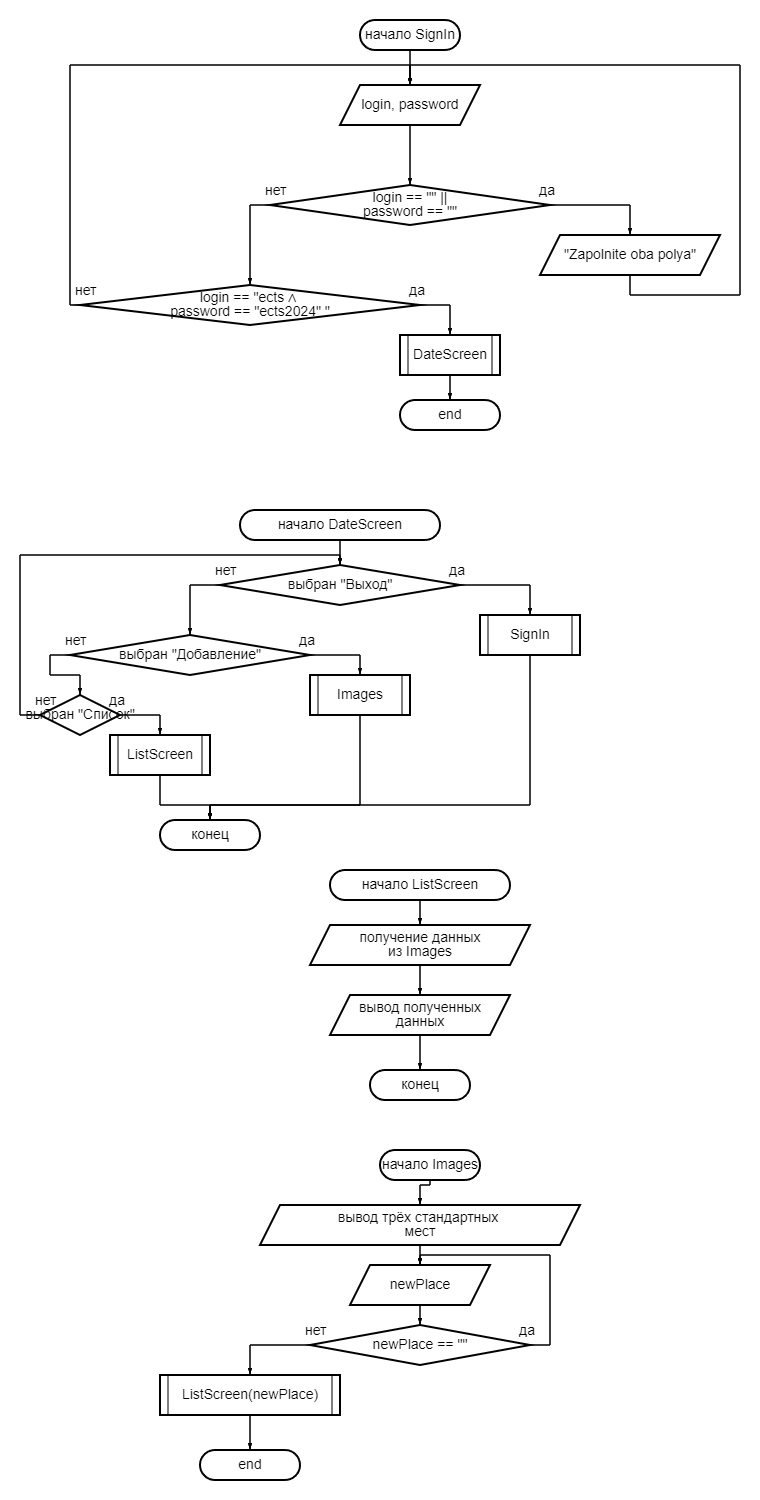 начало SignIn
login, password
нет
да
login == "" ||
password == ""
"Zapolnite oba polya"
нет
да
login == "ects ∧
password == "ects2024" "
DateScreen
end
начало DateScreen
нет
да
выбран "Выход"
SignIn
нет
да
выбран "Добавление"
Images
нет
да
выбран "Список"
ListScreen
конец
начало ListScreen
получение данных
из Images
вывод полученных
данных
конец
начало Images
вывод трёх стандартных
мест
newPlace
нет
да
newPlace == ""
ListScreen(newPlace)
end